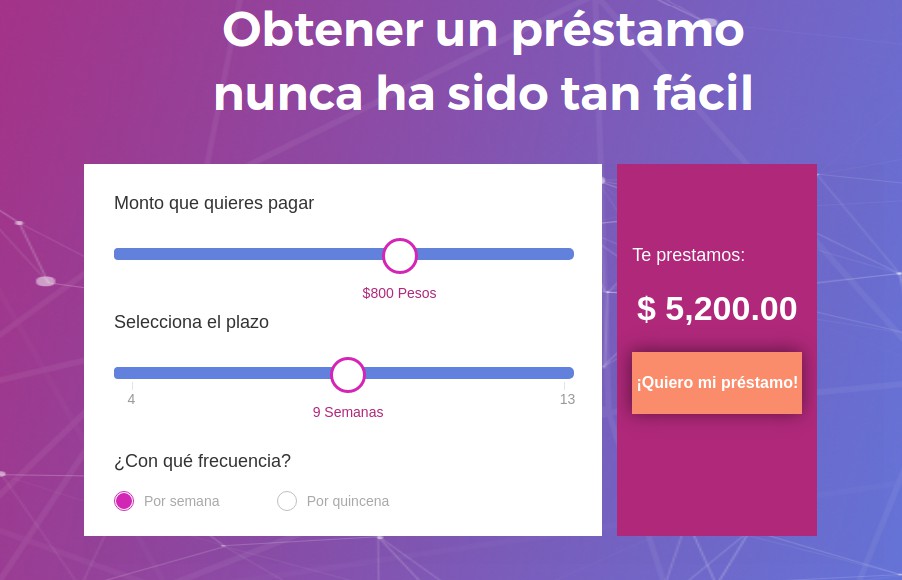 Obtener un préstamo
nunca ha sido tan fácil
Monto que quieres pagar
$800 Pesos
Selecciona el plazo
4
13
9 Semanas
¿Con qué frecuencia?
Por semana
Por quincena
Te prestamos:
$ 5,200.00
¡Quiero mi préstamo!